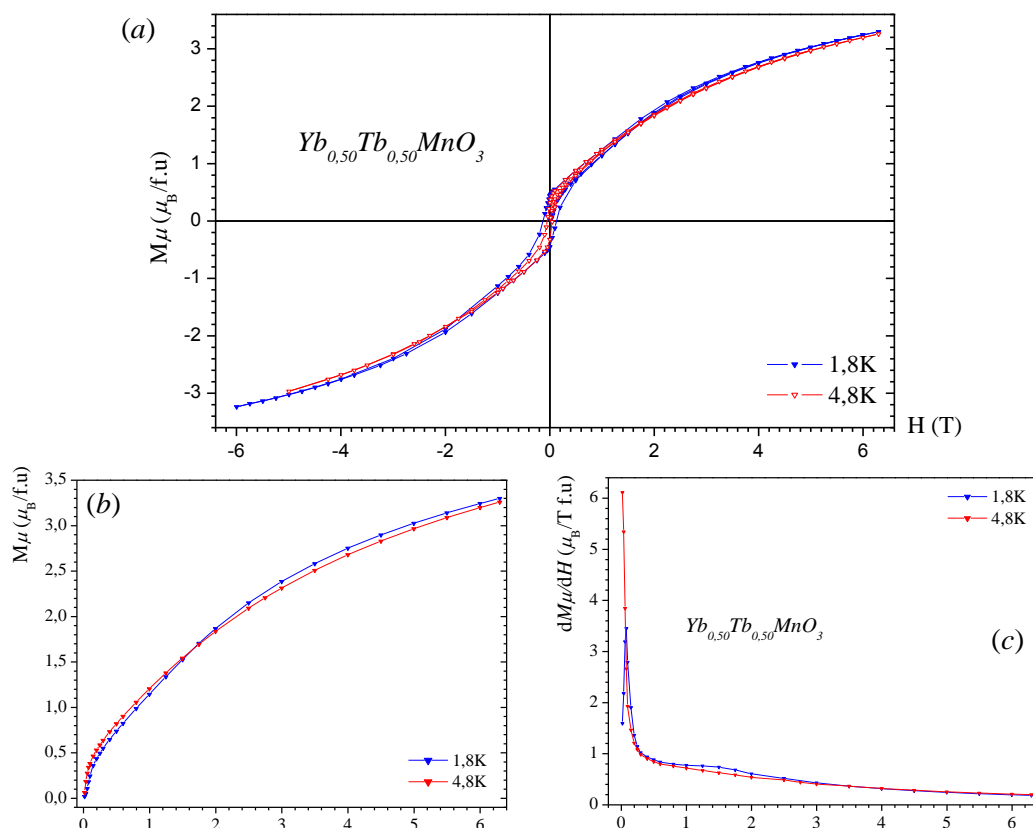 (a)
Mμ (μB/f.u)
3
2
1
0
-1
-2
-3
Yb0,50Tb0,50MnO3
1,8K
4,8K
-6 -4 -2 0 2 4 6
H (T)
(b)
Mμ (μB/f.u)
3,5
3,0
2,5
2,0
1,5
1,0
0,5
0,0
1,8K
4,8K
0 1 2 3 4 5 6
dMμ/dH (μB/T f.u)
6
5
4
3
2
1
0
1,8K
4,8K
Yb0,50Tb0,50MnO3
(c)
0 1 2 3 4 5 6